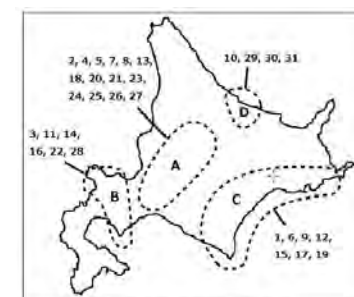 2, 4, 5, 7, 8, 13,
18, 20, 21, 23,
24, 25, 26, 27
10, 29, 30, 31
D
3, 11, 14,
16, 22, 28
A
B
C
1, 6, 9, 12,
15, 17, 19